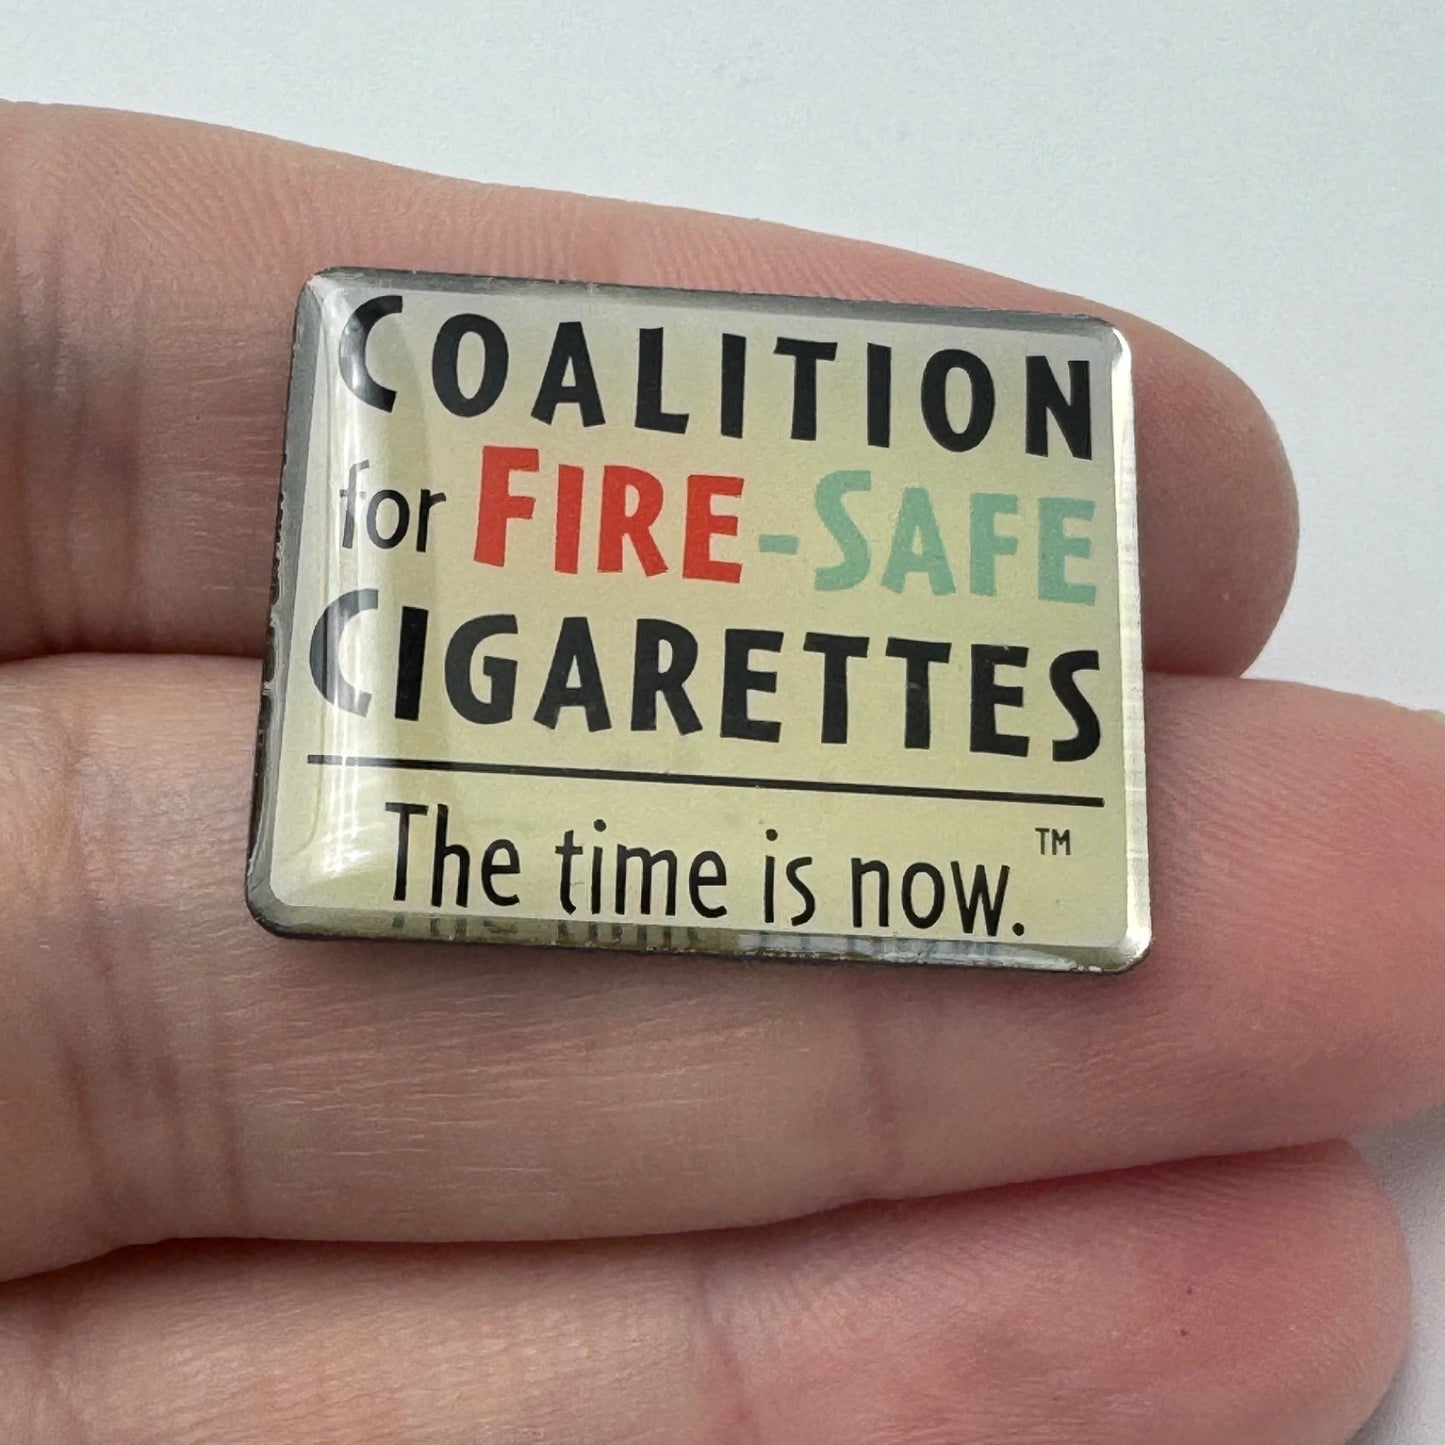 COALITION
for FIRE-SAFE
CIGARETTES
The time is now.™